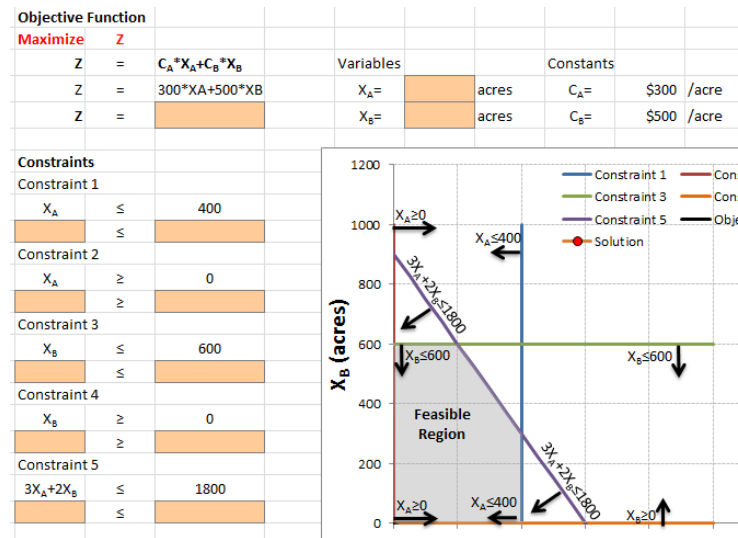 Objective Function
Maximize Z
Z = C_A*X_A+C_B*X_B Variables Constants
Z = 300*XA+500*XB X_A= acres C_A= $300 /acre
Z = X_B= acres C_B= $500 /acre
Constraints
Constraint 1
X_A ≤ 400
≤
Constraint 2
X_A ≥ 0
≥
Constraint 3
X_B ≤ 600
≤
Constraint 4
X_B ≥ 0
≥
Constraint 5
3X_A+2X_B ≤ 1800
≤
1200
1000
800
600
400
200
0
X_B (acres)
Constraint 1 Cons
Constraint 3 Cons
Constraint 5 Obje
Solution
X_A≥0
X_A≤400
3X_A+2X_B≤1800
X_B≤600 X_B≤600
Feasible
Region
3X_A+2X_B≤1800
X_A≥0 X_A≤400 X_B≥0